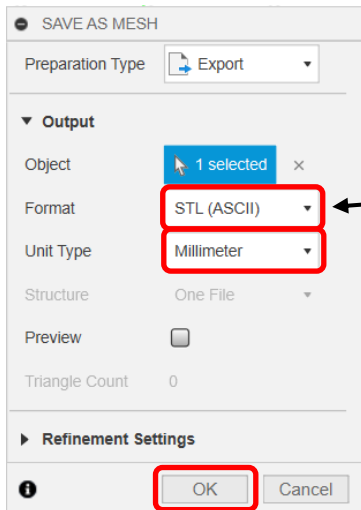 SAVE AS MESH
Preparation Type Export
Output
Object 1 selected
Format STL (ASCII)
Unit Type Millimeter
Structure One File
Preview
Triangle Count 0
Refinement Settings
OK Cancel